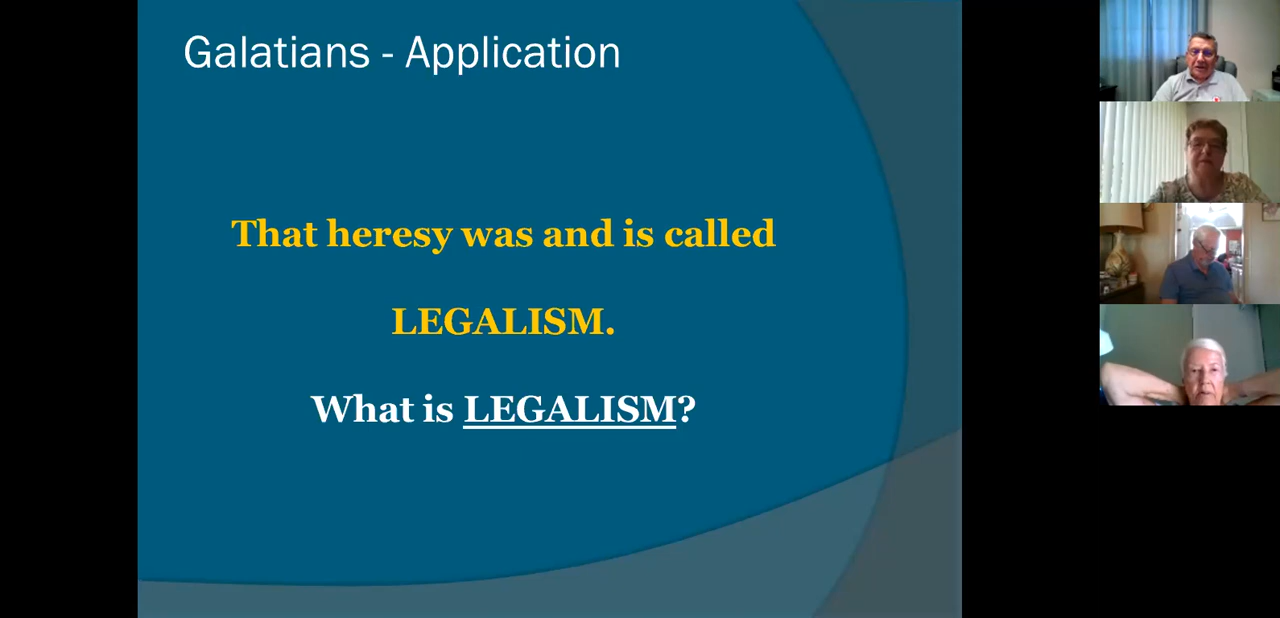 Galatians - Application
That heresy was and is called
LEGALISM.
What is LEGALISM?